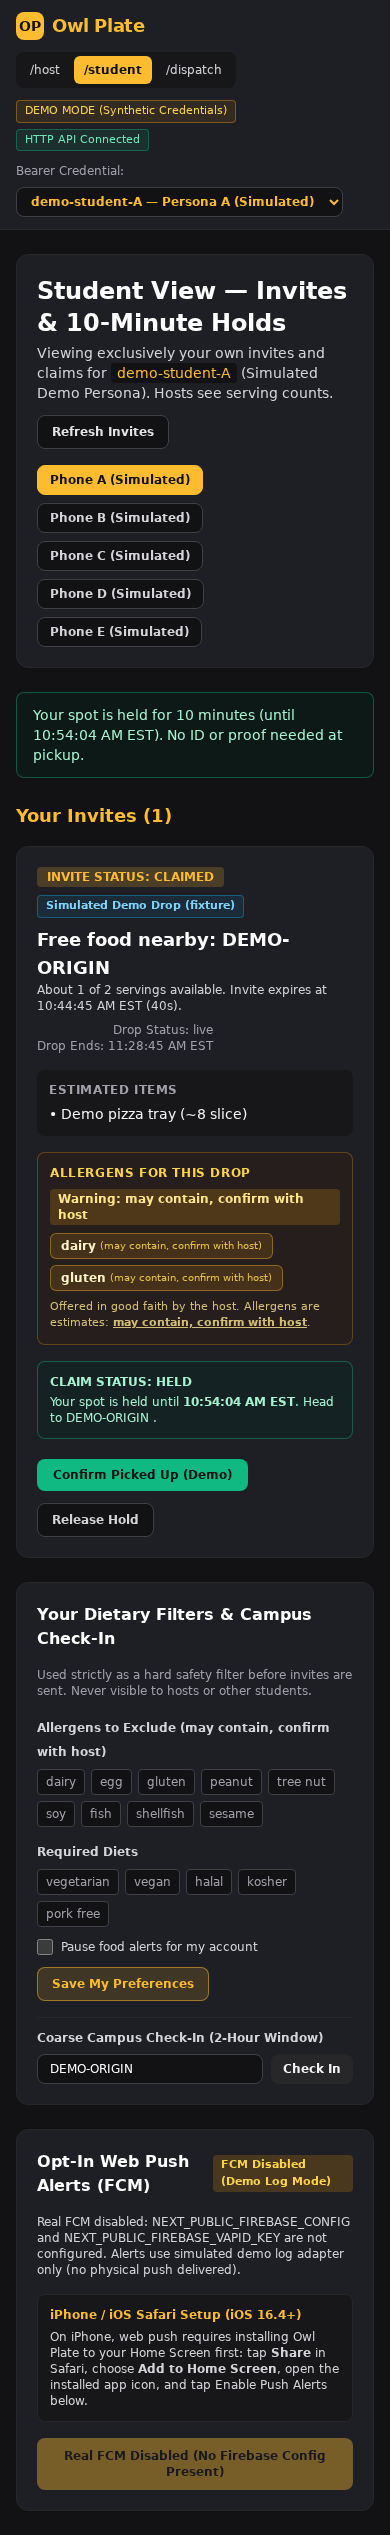 OP Owl Plate
/host /student /dispatch
DEMO MODE (Synthetic Credentials)
HTTP API Connected
Bearer Credential:
demo-student-A — Persona A (Simulated)
Student View — Invites
& 10-Minute Holds
Viewing exclusively your own invites and
claims for demo-student-A (Simulated
Demo Persona). Hosts see serving counts.
Refresh Invites
Phone A (Simulated)
Phone B (Simulated)
Phone C (Simulated)
Phone D (Simulated)
Phone E (Simulated)
Your spot is held for 10 minutes (until
10:54:04 AM EST). No ID or proof needed at
pickup.
Your Invites (1)
INVITE STATUS: CLAIMED
Simulated Demo Drop (fixture)
Free food nearby: DEMO-
ORIGIN
About 1 of 2 servings available. Invite expires at
10:44:45 AM EST (40s).
Drop Status: live
Drop Ends: 11:28:45 AM EST
ESTIMATED ITEMS
• Demo pizza tray (~8 slice)
ALLERGENS FOR THIS DROP
Warning: may contain, confirm with
host
dairy (may contain, confirm with host)
gluten (may contain, confirm with host)
Offered in good faith by the host. Allergens are
estimates: may contain, confirm with host.
CLAIM STATUS: HELD
Your spot is held until 10:54:04 AM EST. Head
to DEMO-ORIGIN .
Confirm Picked Up (Demo)
Release Hold
Your Dietary Filters & Campus
Check-In
Used strictly as a hard safety filter before invites are
sent. Never visible to hosts or other students.
Allergens to Exclude (may contain, confirm
with host)
dairy egg gluten peanut tree nut
soy fish shellfish sesame
Required Diets
vegetarian vegan halal kosher
pork free
Pause food alerts for my account
Save My Preferences
Coarse Campus Check-In (2-Hour Window)
DEMO-ORIGIN Check In
Opt-In Web Push
Alerts (FCM)
FCM Disabled
(Demo Log Mode)
Real FCM disabled: NEXT_PUBLIC_FIREBASE_CONFIG
and NEXT_PUBLIC_FIREBASE_VAPID_KEY are not
configured. Alerts use simulated demo log adapter
only (no physical push delivered).
iPhone / iOS Safari Setup (iOS 16.4+)
On iPhone, web push requires installing Owl
Plate to your Home Screen first: tap Share in
Safari, choose Add to Home Screen, open the
installed app icon, and tap Enable Push Alerts
below.
Real FCM Disabled (No Firebase Config
Present)